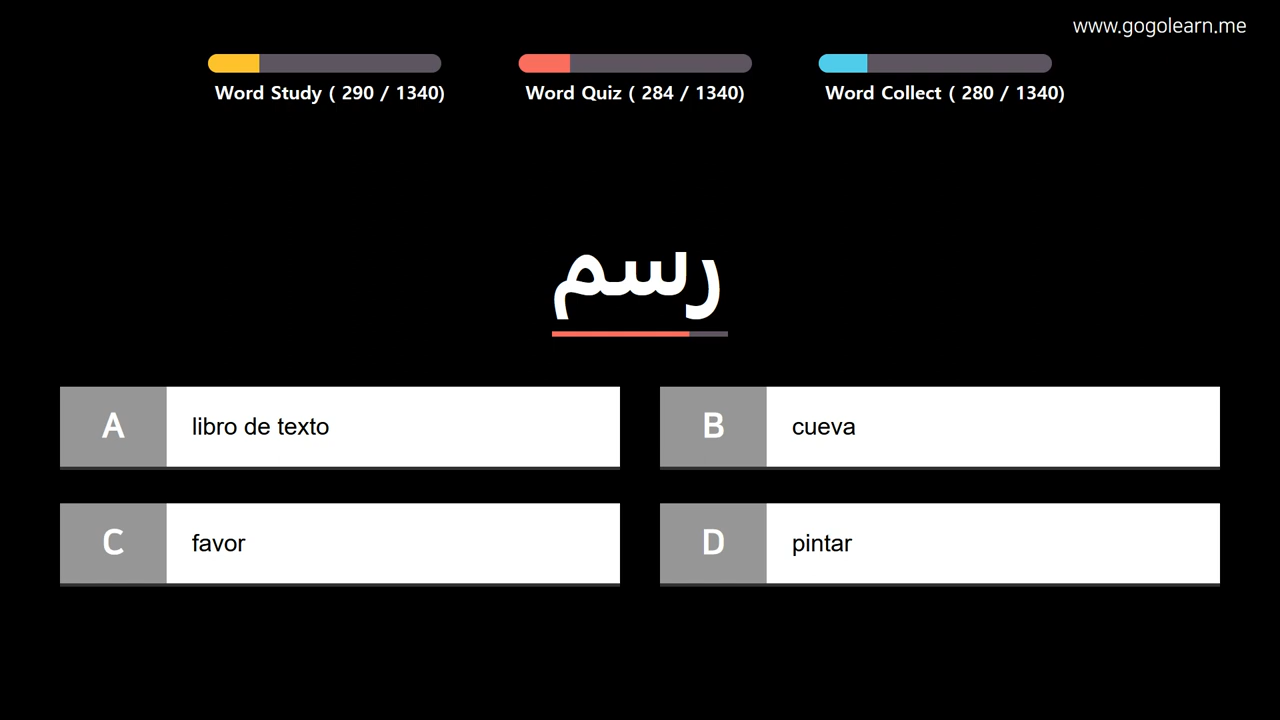 www.gogolearn.me
Word Study ( 290 / 1340)
Word Quiz ( 284 / 1340)
Word Collect ( 280 / 1340)
رسم
A libro de texto
B cueva
C favor
D pintar